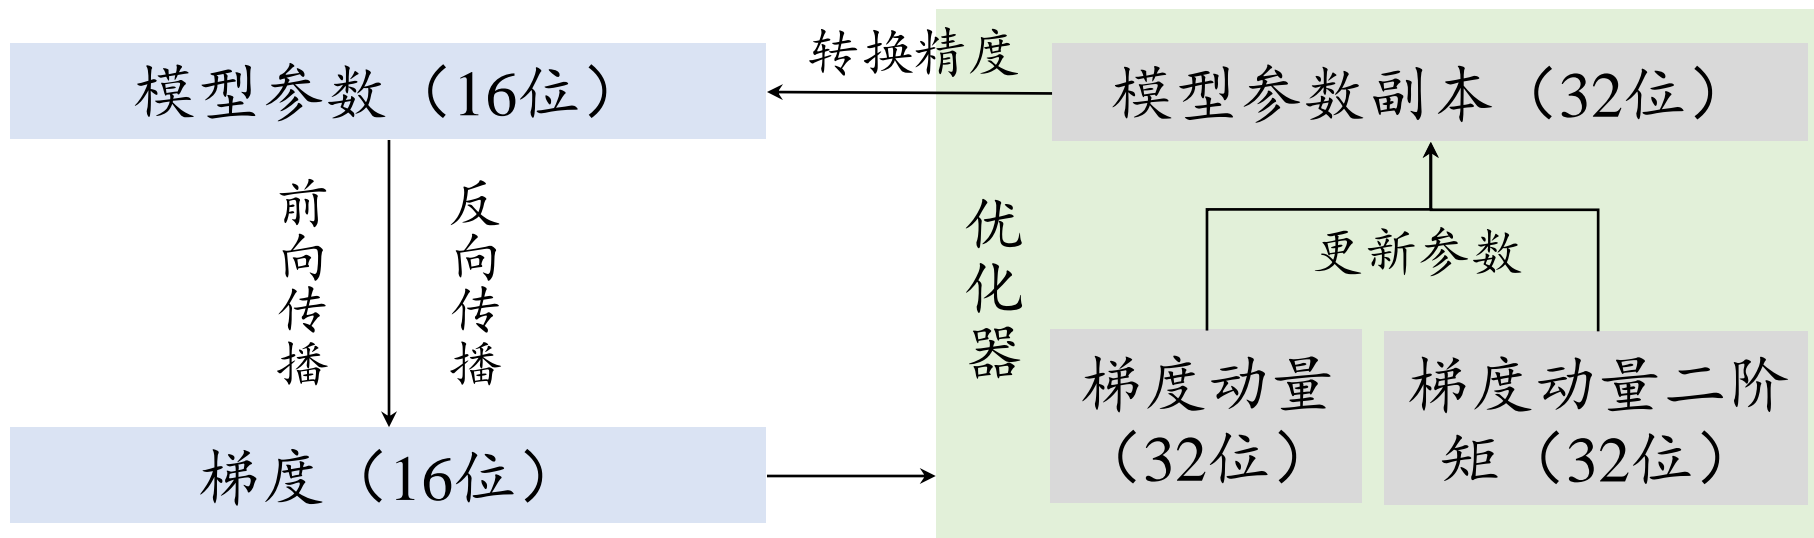 转换精度
模型参数（16位）
模型参数副本（32位）
前向传播
反向传播
优化器
更新参数
梯度动量
（32位）
梯度动量二阶
矩（32位）
梯度（16位）